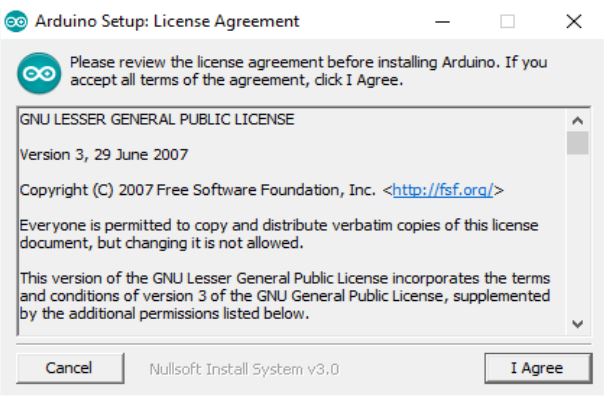 Arduino Setup: License Agreement
Please review the license agreement before installing Arduino. If you
accept all terms of the agreement, click I Agree.
GNU LESSER GENERAL PUBLIC LICENSE
Version 3, 29 June 2007
Copyright (C) 2007 Free Software Foundation, Inc. <http://fsf.org/>
Everyone is permitted to copy and distribute verbatim copies of this license
document, but changing it is not allowed.
This version of the GNU Lesser General Public License incorporates the terms
and conditions of version 3 of the GNU General Public License, supplemented
by the additional permissions listed below.
Cancel
Nullsoft Install System v3.0
I Agree